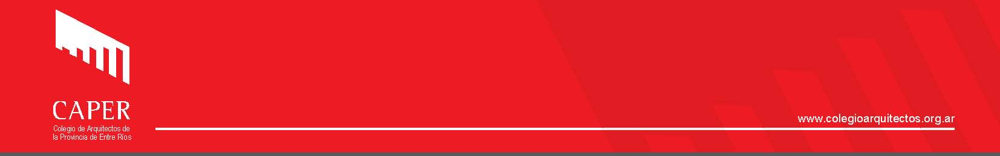 CAPER
Colegio de Arquitectos de
la Provincia de Entre Ríos
www.colegioarquitectos.org.ar